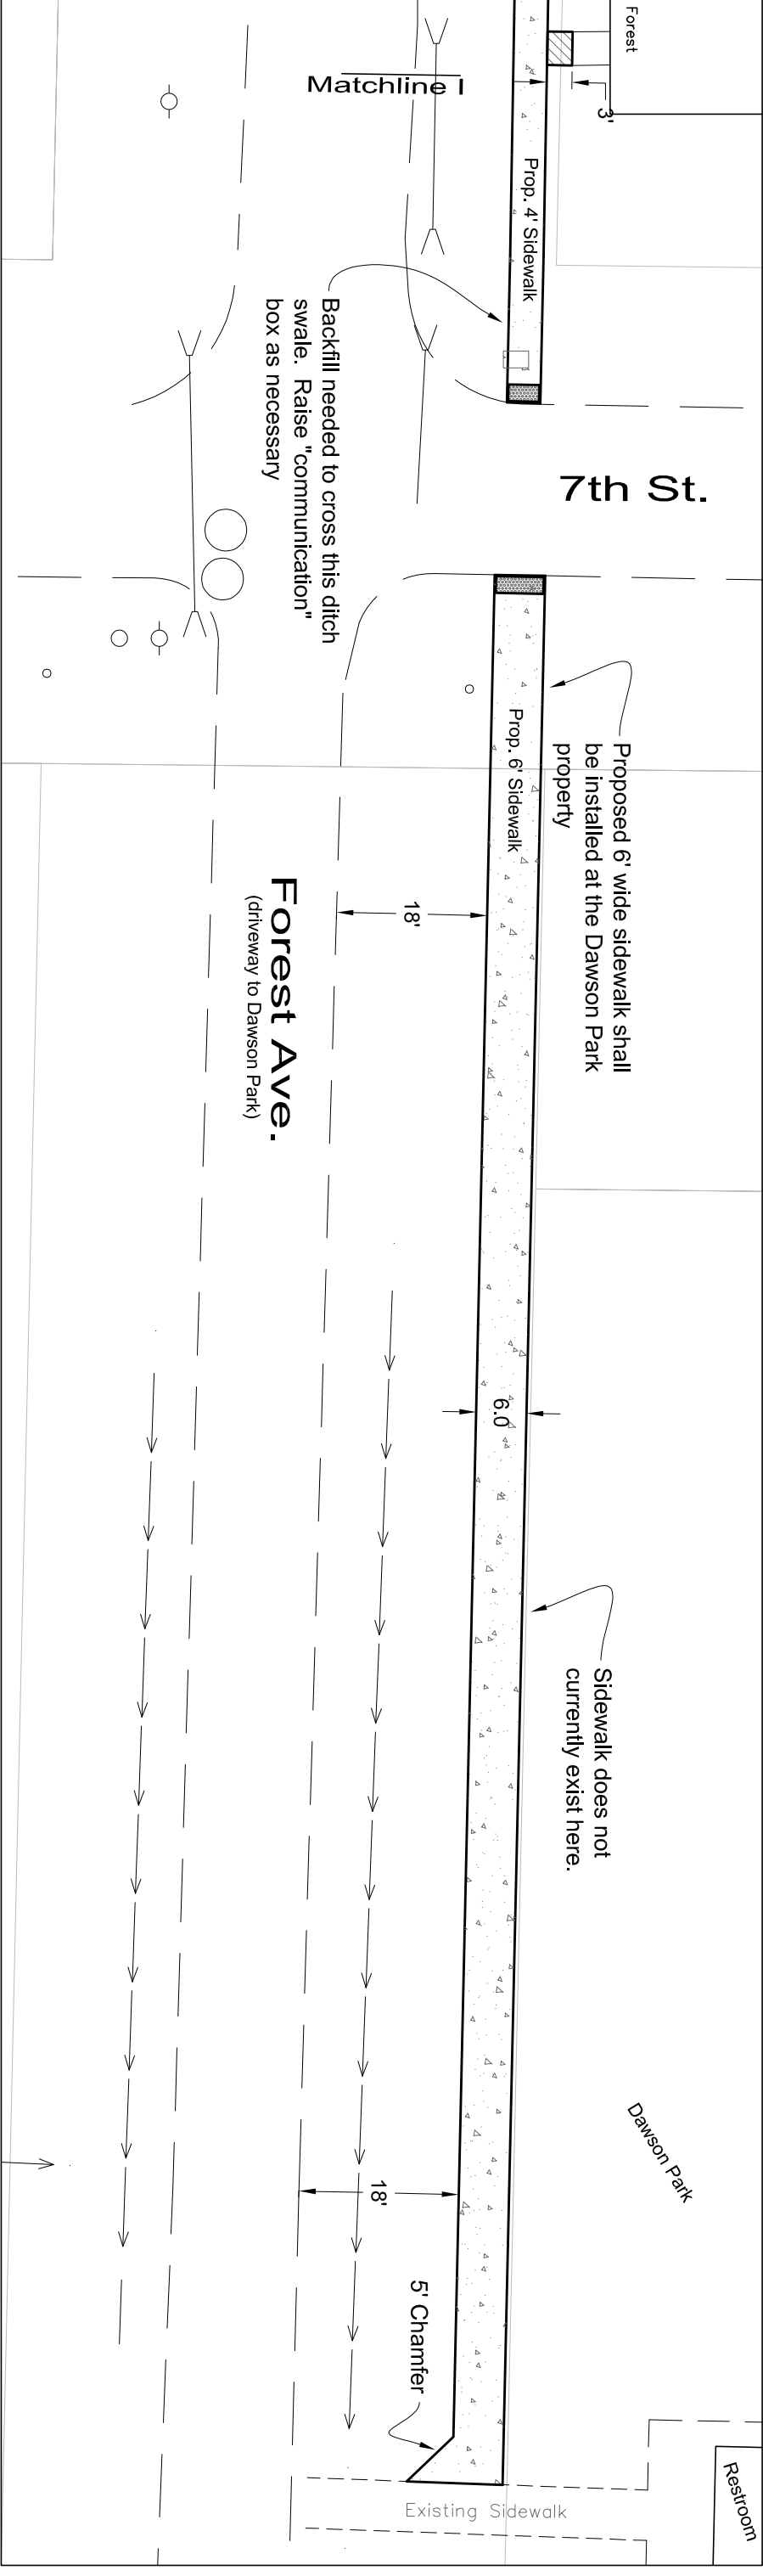 Forest
3'
Matchline I
Prop. 4' Sidewalk
Backfill needed to cross this ditch
swale. Raise "communication"
box as necessary
7th St.
Proposed 6' wide sidewalk shall
be installed at the Dawson Park
property
Prop. 6' Sidewalk
18'
Forest Ave.
(driveway to Dawson Park)
6.0
Sidewalk does not
currently exist here.
Dawson Park
18'
5' Chamfer
Restroom
Existing Sidewalk